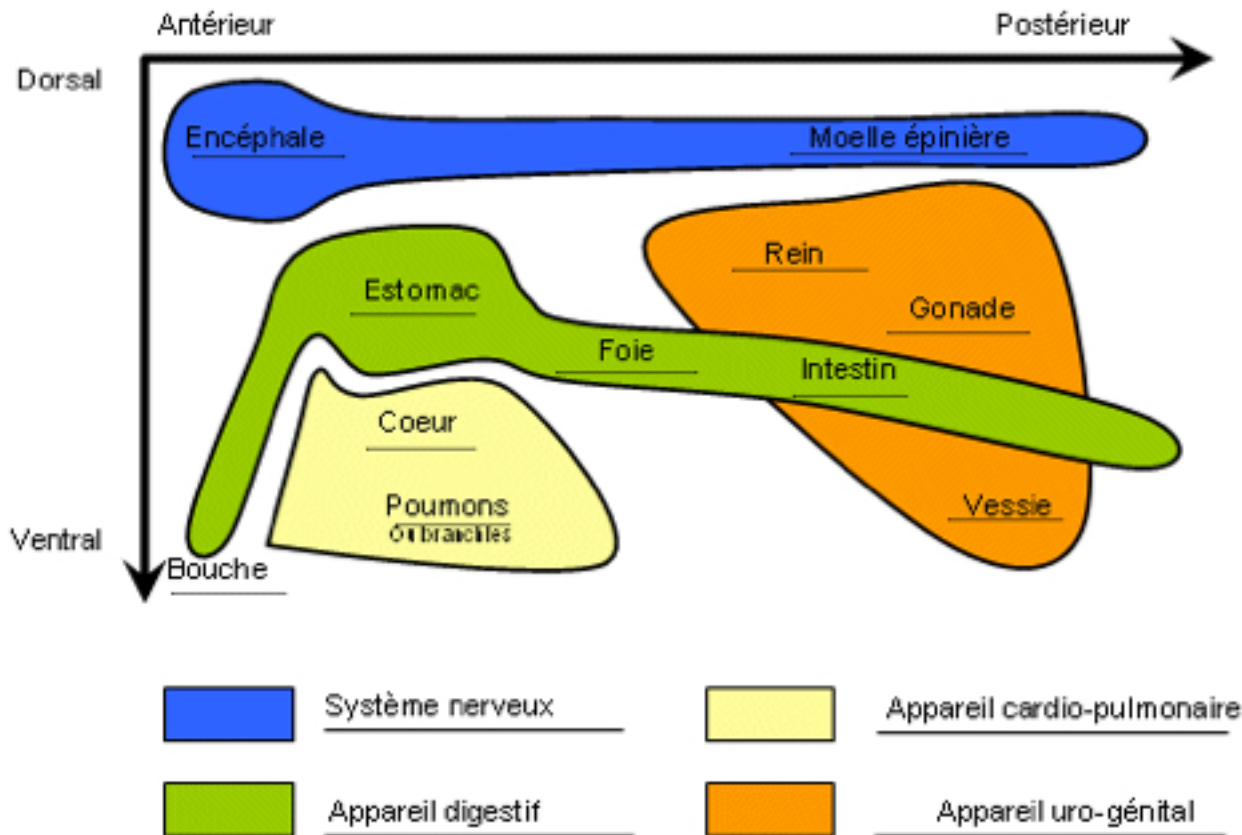 Antérieur
Postérieur
Dorsal
Encéphale
Moelle épinière
Rein
Estomac
Gonade
Foie
Intestin
Coeur
Poumons
Ou branchies
Vessie
Ventral
Bouche
Système nerveux
Appareil cardio-pulmonaire
Appareil digestif
Appareil uro-génital